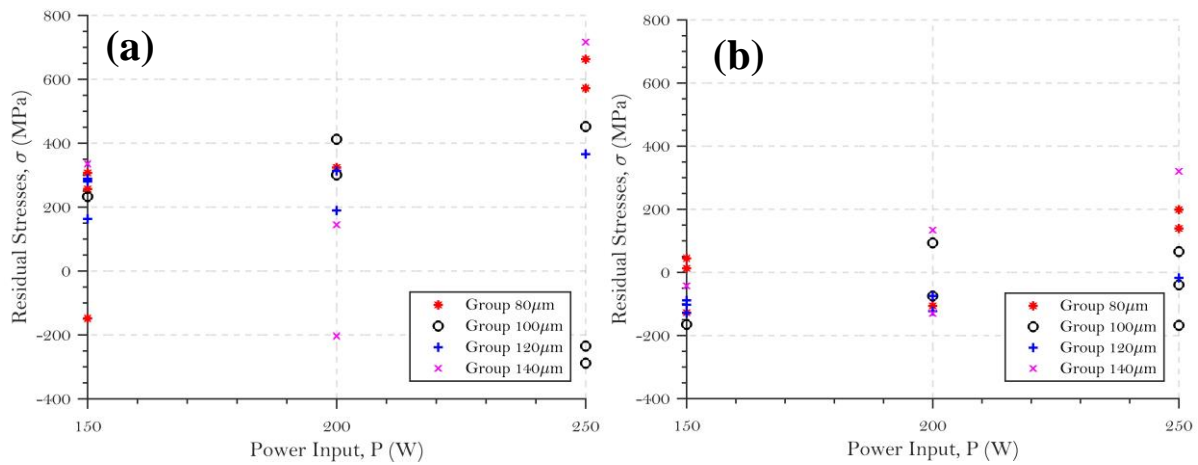 (a)
Residual Stresses, σ (MPa)
800
600
400
200
0
-200
-400
150
200
250
Power Input, P (W)
Group 80μm
Group 100μm
Group 120μm
Group 140μm
(b)
Residual Stresses, σ (MPa)
800
600
400
200
0
-200
-400
150
200
250
Power Input, P (W)
Group 80μm
Group 100μm
Group 120μm
Group 140μm